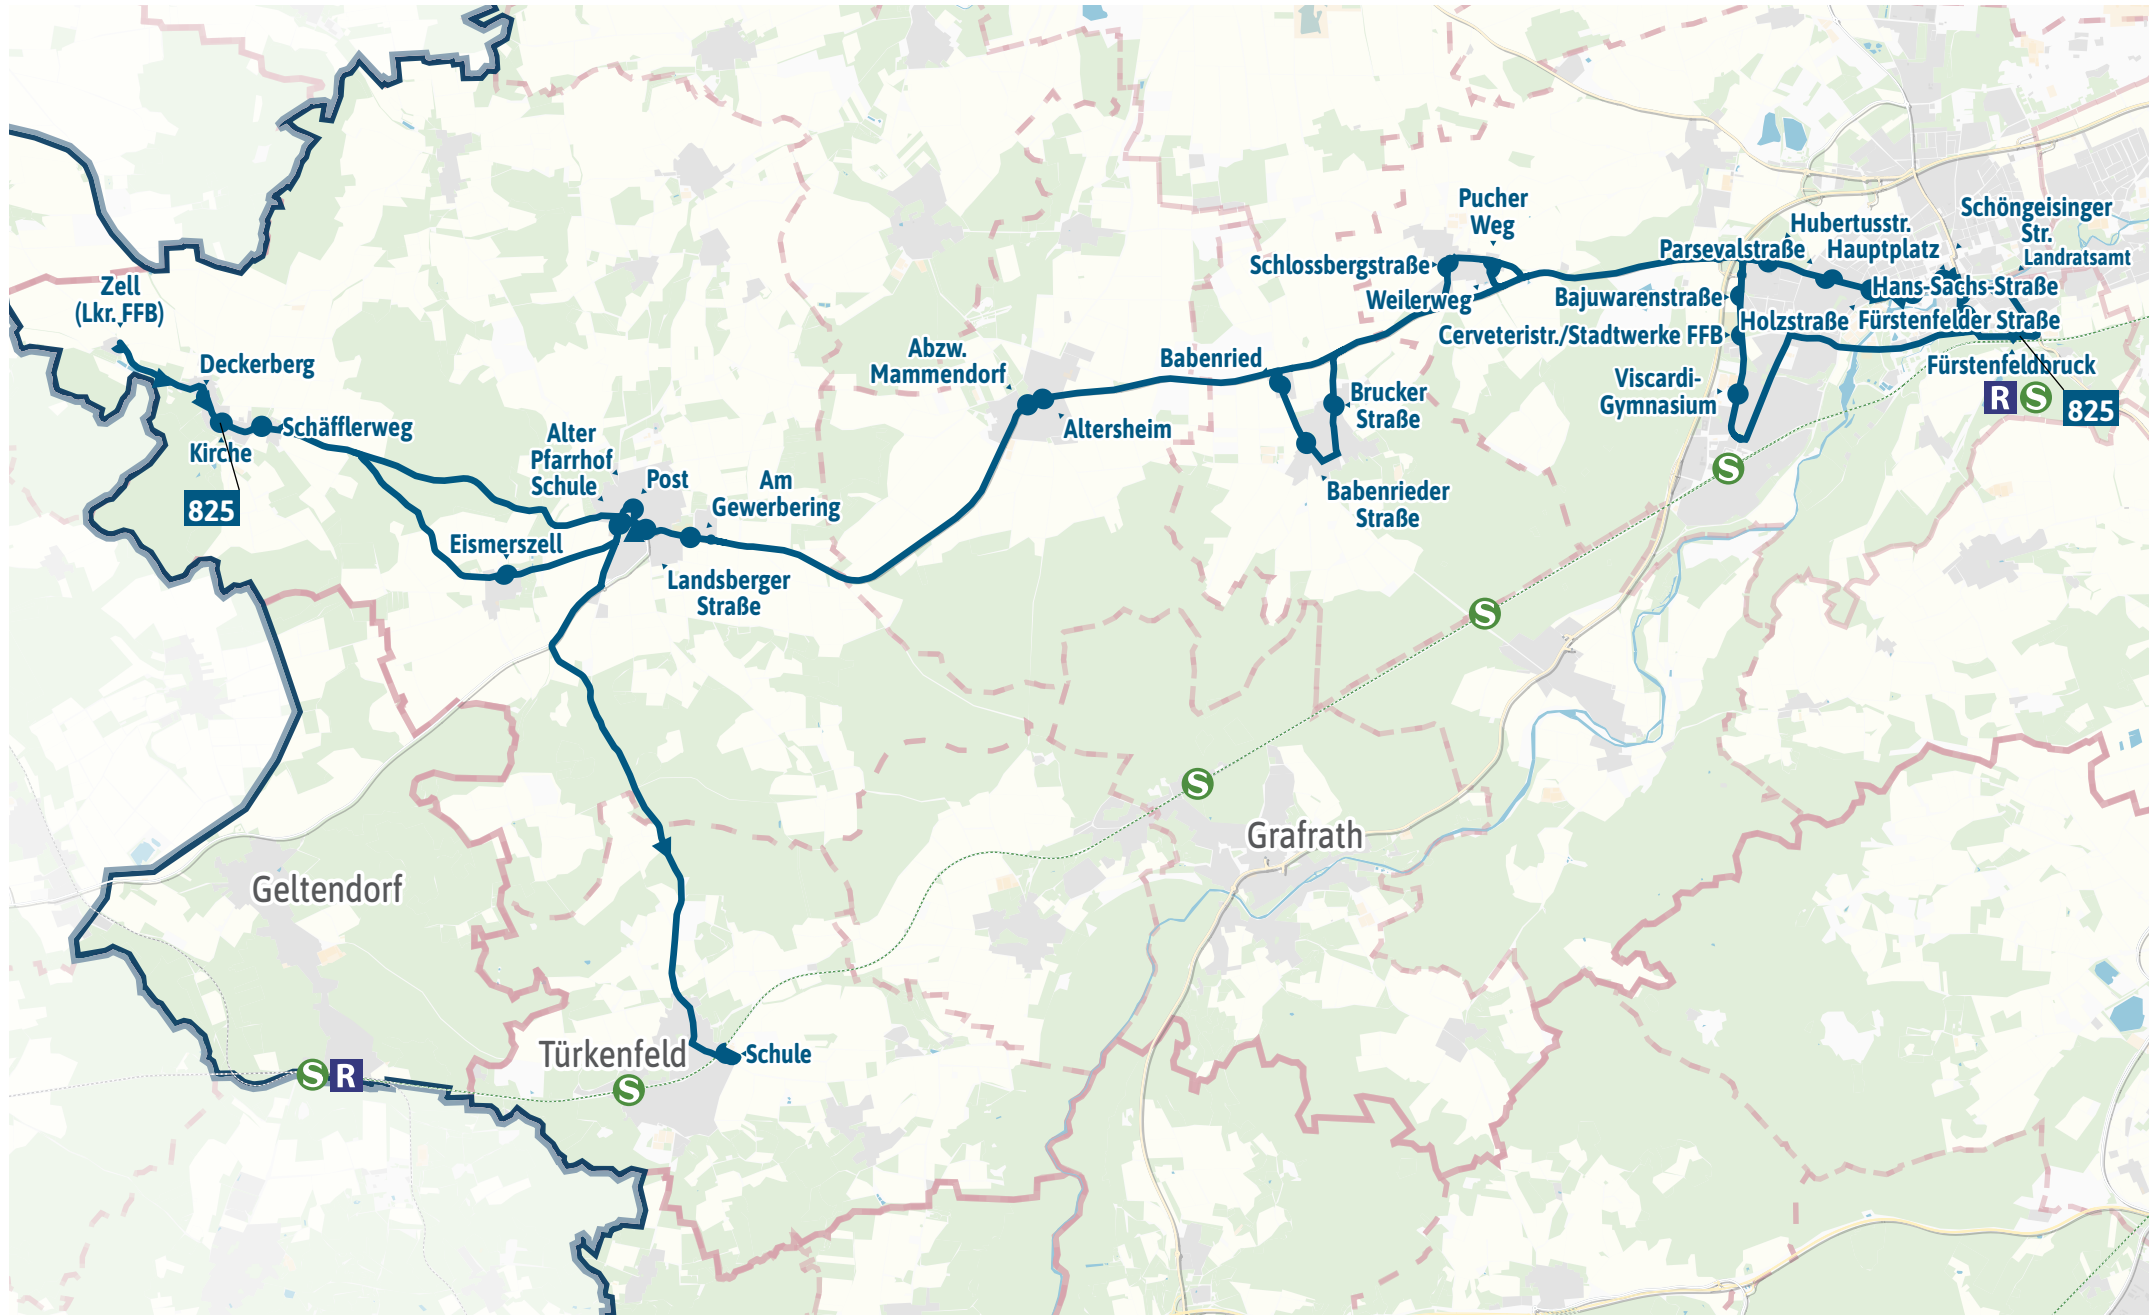 Pucher
Weg
Schöngeisinger
Str.
Hubertusstr.
Parsevalstraße
Hauptplatz
Landratsamt
Schlossbergstraße
Weilerweg
Bajuwarenstraße
Hans-Sachs-Straße
Zell
(Lkr. FFB)
Cerveteristr./Stadtwerke FFB
Holzstraße
Fürstenfelder Straße
Deckerberg
Abzw.
Mammendorf
Babenried
Fürstenfeldbruck
R S
825
Viscardi-
Gymnasium
Brucker
Straße
Schäfflerweg
Kirche
Altersheim
Alter
Pfarrhof
Schule
Post
Am
Gewerbering
S
825
Babenrieder
Straße
Eismerszell
Landsberger
Straße
S
S
Grafrath
Geltendorf
Türkenfeld
Schule
S R
S